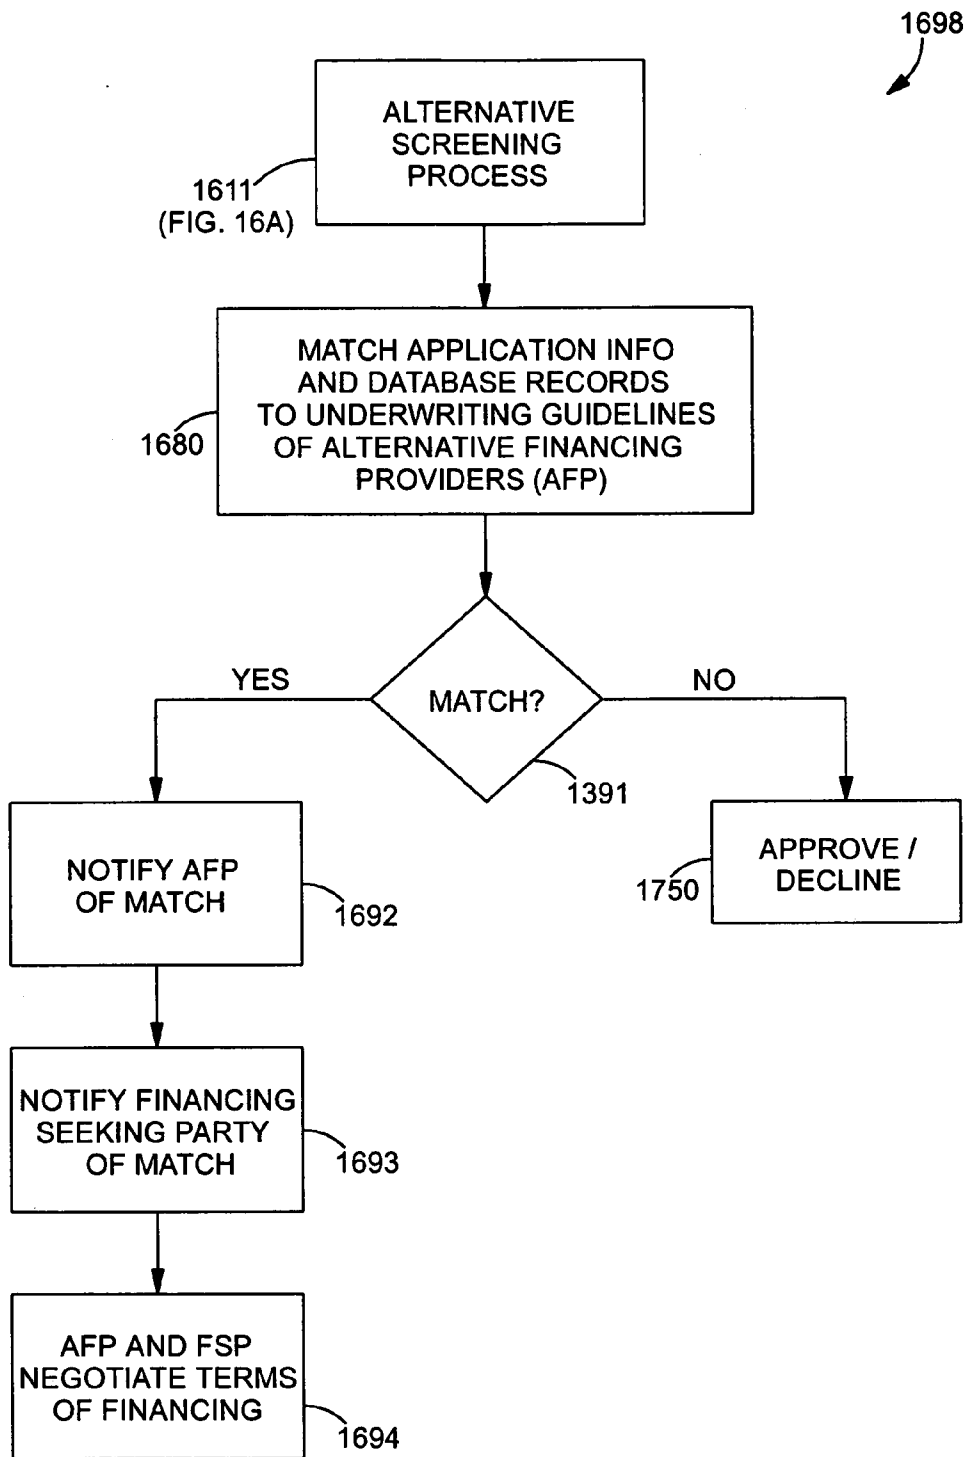 1698
ALTERNATIVE
SCREENING
PROCESS
1611
(FIG. 16A)
MATCH APPLICATION INFO
AND DATABASE RECORDS
TO UNDERWRITING GUIDELINES
OF ALTERNATIVE FINANCING
PROVIDERS (AFP)
1680
YES
MATCH?
NO
1391
NOTIFY AFP
OF MATCH
1692
APPROVE /
DECLINE
1750
NOTIFY FINANCING
SEEKING PARTY
OF MATCH
1693
AFP AND FSP
NEGOTIATE TERMS
OF FINANCING
1694